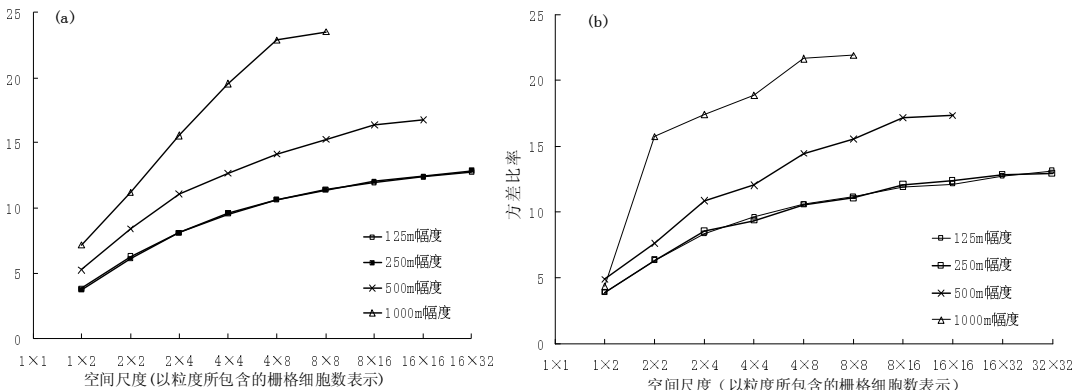 (a)
25
20
15
10
5
0
125m幅度
250m幅度
500m幅度
1000m幅度
1×1 1×2 2×2 2×4 4×4 4×8 8×8 8×16 16×16 16×32
空间尺度(以粒度所包含的栅格细胞数表示)
(b)
方差比率
25
20
15
10
5
0
125m幅度
250m幅度
500m幅度
1000m幅度
1×1 1×2 2×2 2×4 4×4 4×8 8×8 8×16 16×16 16×32 32×32
空间尺度（以粒度所包含的栅格细胞数表示）